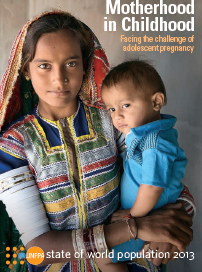 Motherhood
in Childhood
Facing the challenge of
adolescent pregnancy
UNFPA
state of world population 2013